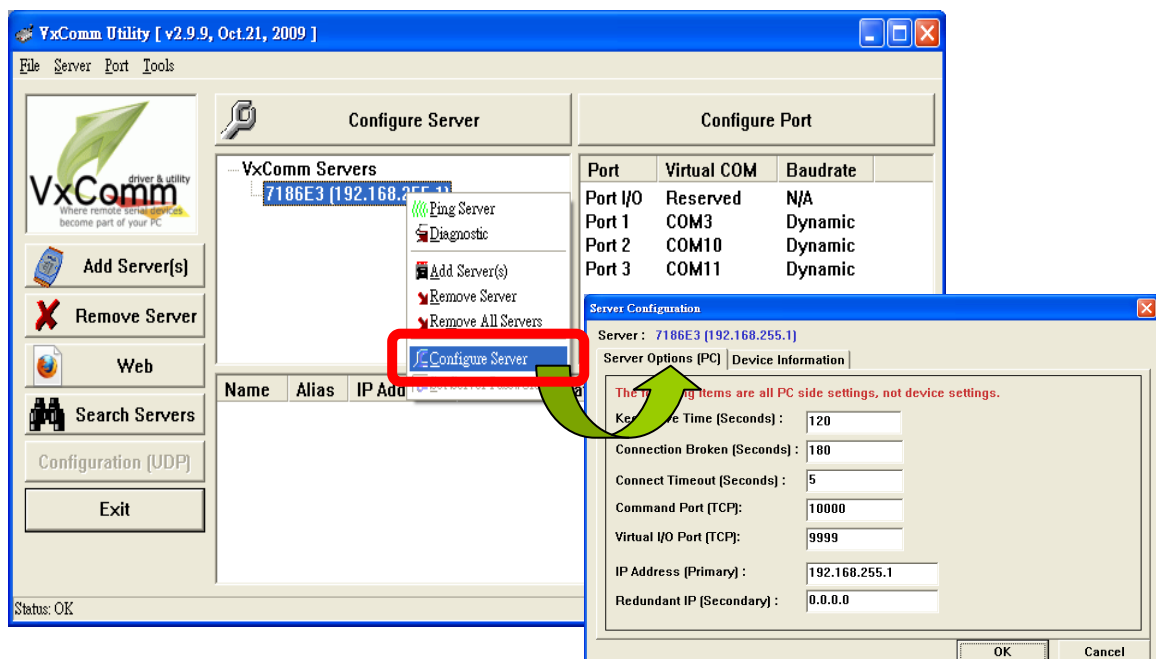 VxComm Utility [ v2.9.9, Oct.21, 2009 ]
File Server Port Tools
VxComm
driver & utility
Where remote serial devices
become part of your PC
Add Server(s)
Remove Server
Web
Search Servers
Configuration (UDP)
Exit
Configure Server
VxComm Servers
7186E3 (192.168.255.1)
Ping Server
Diagnostic
Add Server(s)
Remove Server
Remove All Servers
Configure Server
Name Alias IP Add
Configure Port
Port Virtual COM Baudrate
Port I/O Reserved N/A
Port 1 COM3 Dynamic
Port 2 COM10 Dynamic
Port 3 COM11 Dynamic
Status: OK
Server Configuration
Server : 7186E3 (192.168.255.1)
Server Options (PC) Device Information
The items are all PC side settings, not device settings.
Time (Seconds) : 120
Connection Broken (Seconds) : 180
Connect Timeout (Seconds) : 5
Command Port (TCP): 10000
Virtual I/O Port (TCP): 9999
IP Address (Primary) : 192.168.255.1
Redundant IP (Secondary) : 0.0.0.0
OK Cancel